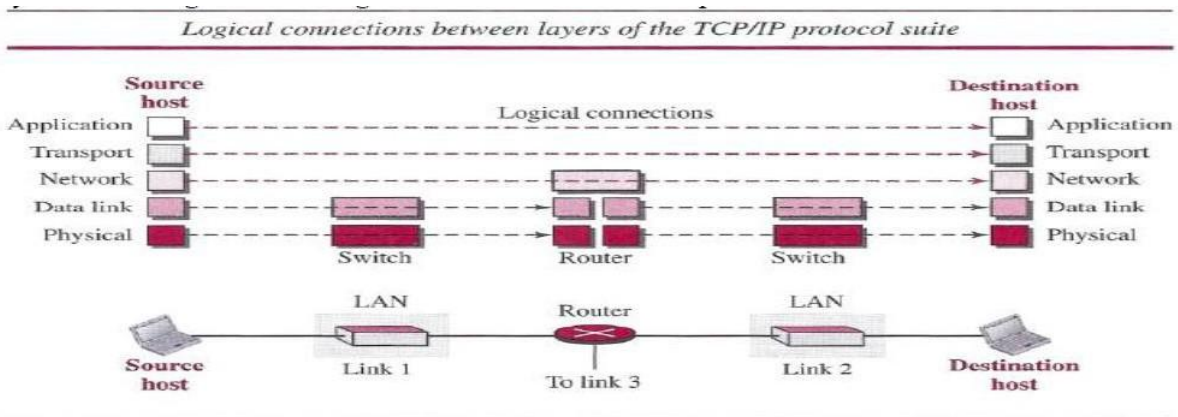 Logical connections between layers of the TCP/IP protocol suite
Source host
Destination host
Logical connections
Application
Application
Transport
Transport
Network
Network
Data link
Data link
Physical
Physical
Switch
Router
Switch
LAN
Router
LAN
Source host
Link 1
To link 3
Link 2
Destination host